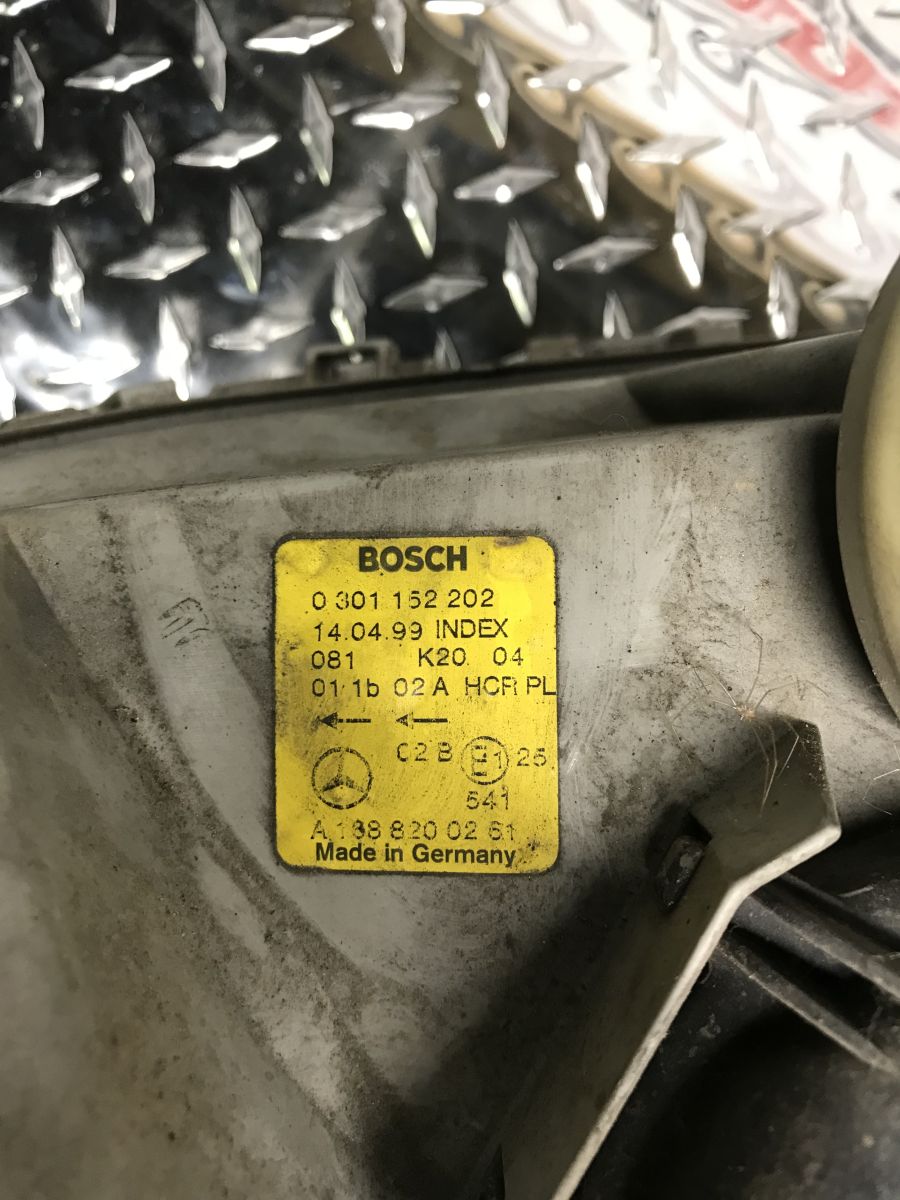 BOSCH
0 301 152 202
14.04.99 INDEX
081 K20 04
01 1b 02 A HCR PL
02 B E1 25
541
A 168 820 02 61
Made in Germany